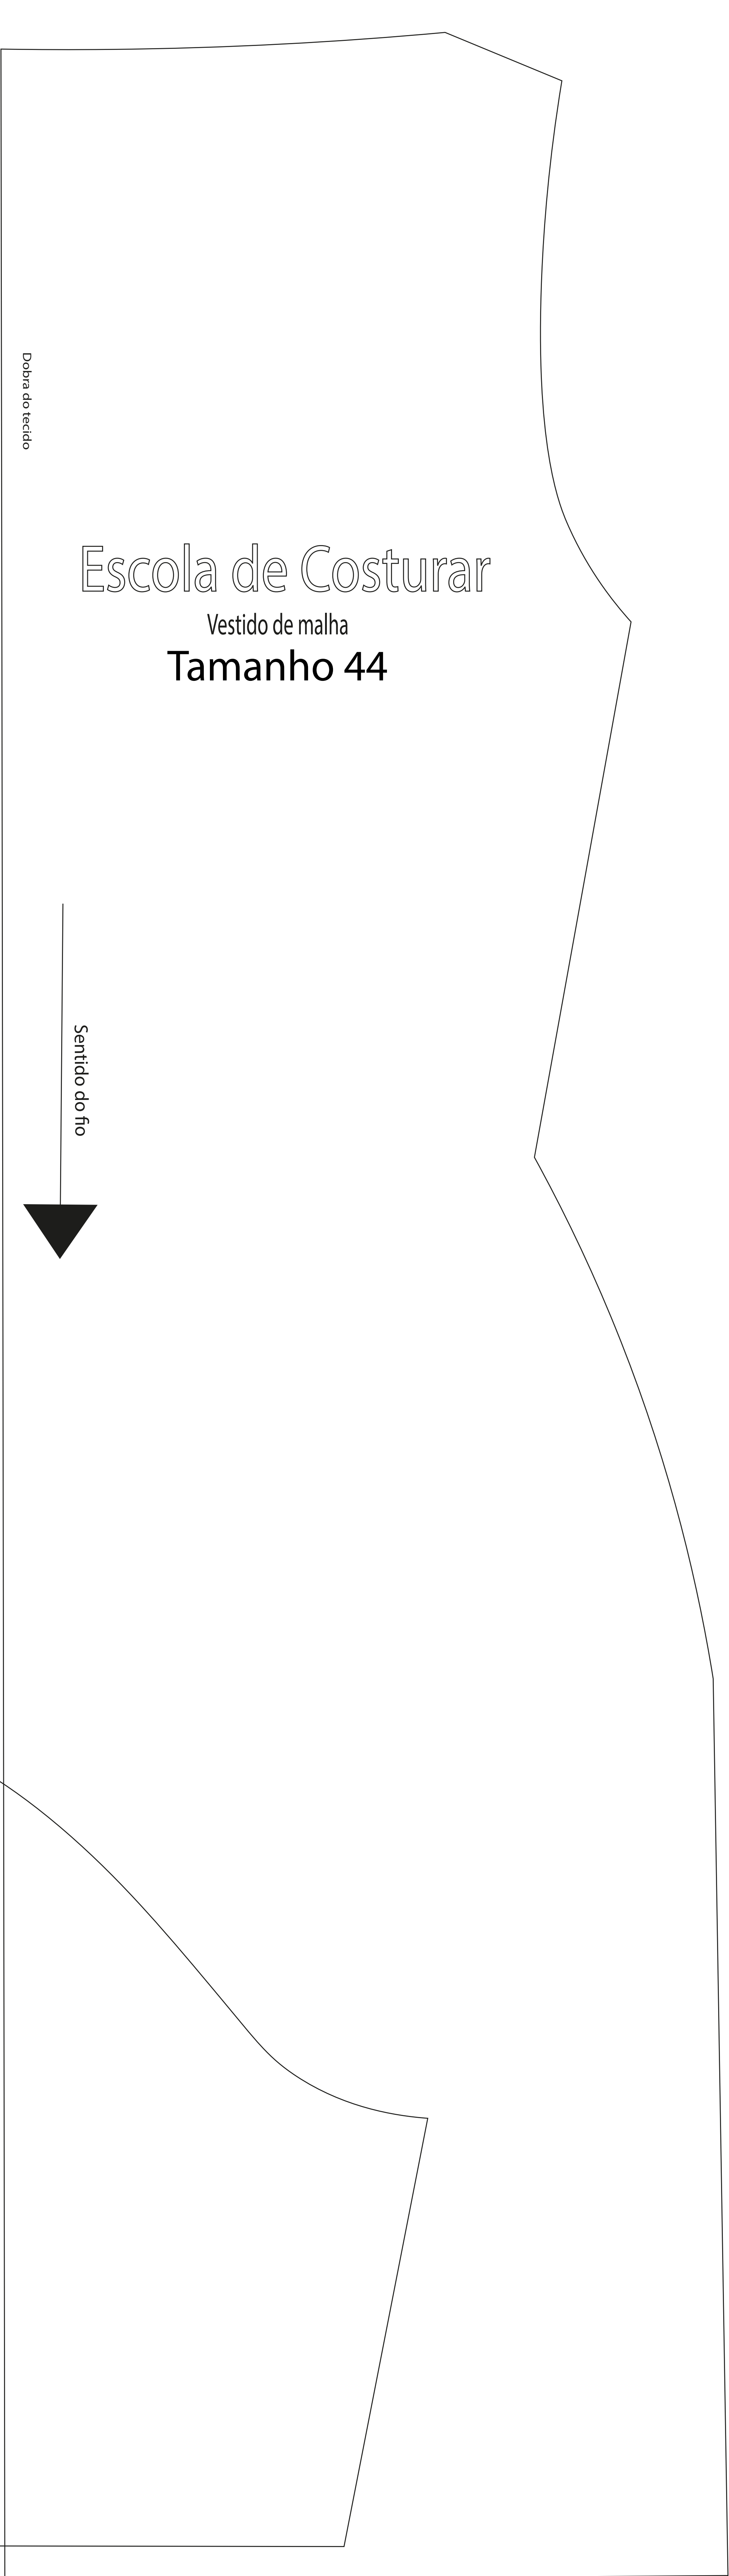 Dobra do tecido
Escola de Costurar
Vestido de malha
Tamanho 44
Sentido do fio